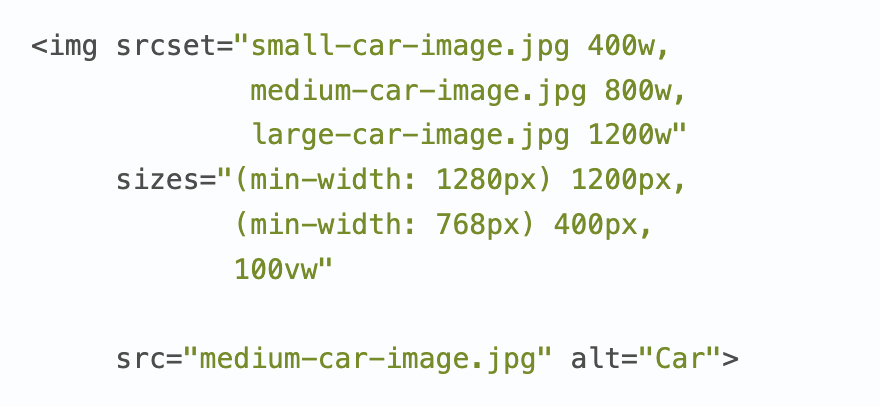 <img srcset="small-car-image.jpg 400w,
medium-car-image.jpg 800w,
large-car-image.jpg 1200w"
sizes="(min-width: 1280px) 1200px,
(min-width: 768px) 400px,
100vw"
src="medium-car-image.jpg" alt="Car">